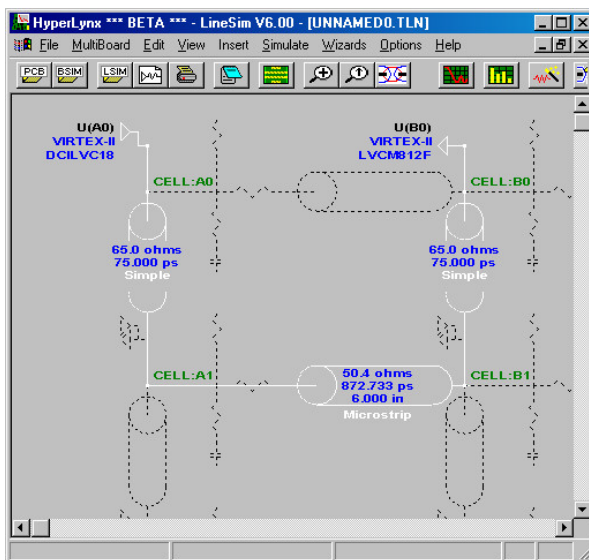 HyperLynx *** BETA *** - LineSim V6.00 - [UNNAMED0.TLN]
File MultiBoard Edit View Insert Simulate Wizards Options Help
PCB BSIM LSIM
U(A0)
VIRTEX-II
DCILVC18
U(B0)
VIRTEX-II
LVCM812F
CELL:A0
CELL:B0
65.0 ohms
75.000 ps
Simple
65.0 ohms
75.000 ps
Simple
CELL:A1
50.4 ohms
872.733 ps
6.000 in
Microstrip
CELL:B1